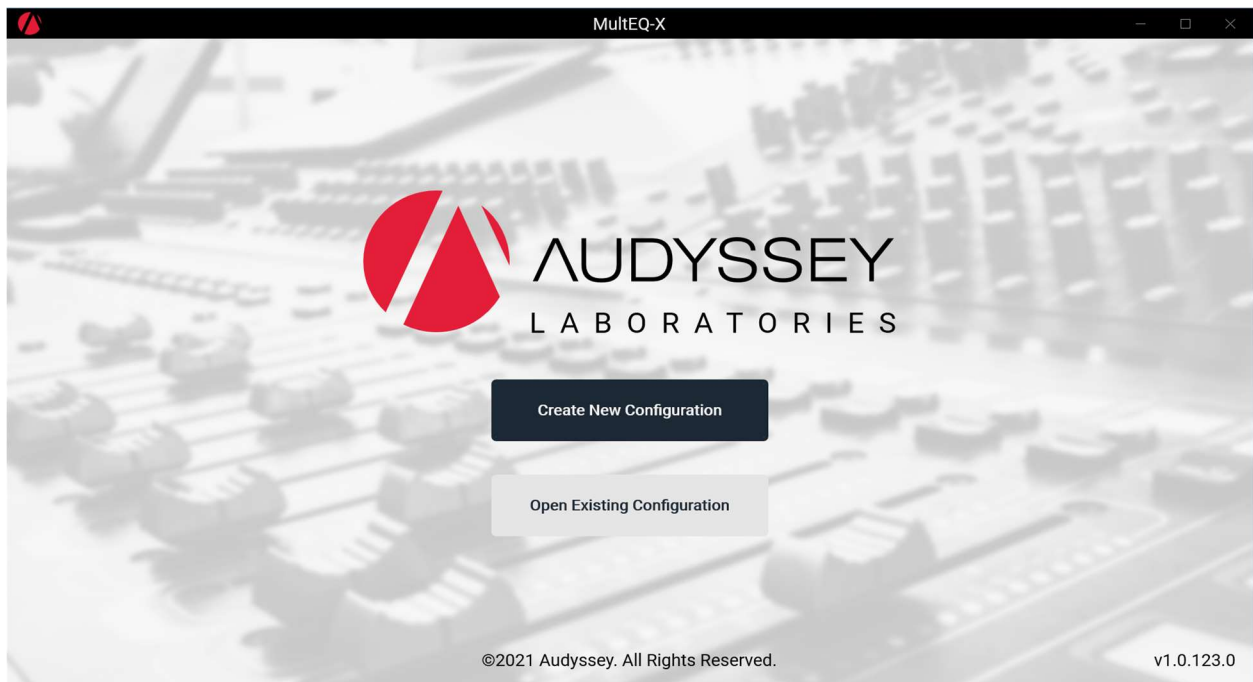 MultEQ-X
AUDYSSEY
LABORATORIES
Create New Configuration
Open Existing Configuration
©2021 Audyssey. All Rights Reserved.
v1.0.123.0